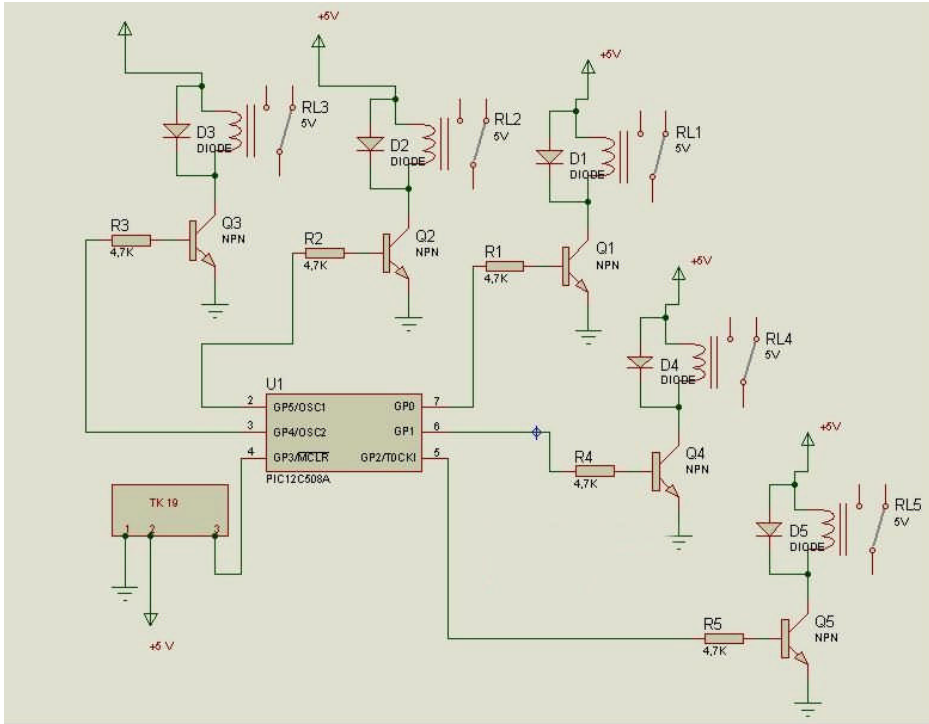 +5V
+5V
RL3
5V
D3
DIODE
RL2
5V
D2
DIODE
RL1
5V
D1
DIODE
R3
4,7K
Q3
NPN
R2
4,7K
Q2
NPN
R1
4,7K
Q1
NPN
+5V
RL4
5V
D4
DIODE
U1
2 GP5/OSC1 GP0 7
3 GP4/OSC2 GP1 6
4 GP3/MCLR GP2/T0CKI 5
PIC12C508A
R4
4,7K
Q4
NPN
+5V
TK 19
1 2 3
RL5
5V
D5
DIODE
+5 V
R5
4,7K
Q5
NPN